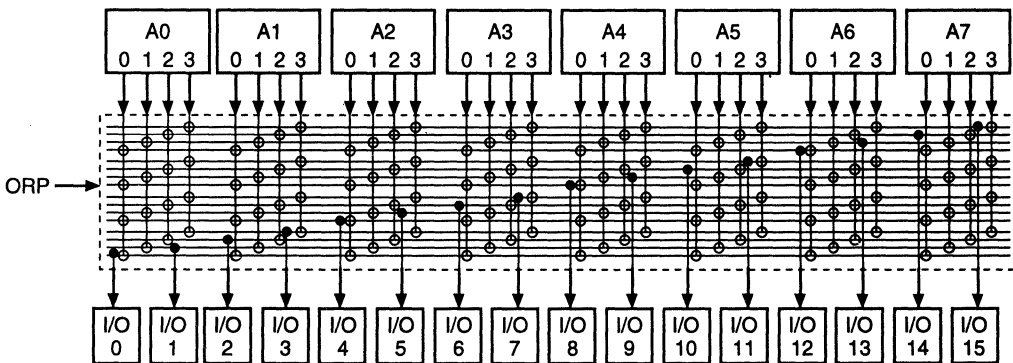 A0 A1 A2 A3 A4 A5 A6 A7
0 1 2 3 0 1 2 3 0 1 2 3 0 1 2 3 0 1 2 3 0 1 2 3 0 1 2 3 0 1 2 3
ORP
I/O I/O I/O I/O I/O I/O I/O I/O I/O I/O I/O I/O I/O I/O I/O I/O
0 1 2 3 4 5 6 7 8 9 10 11 12 13 14 15